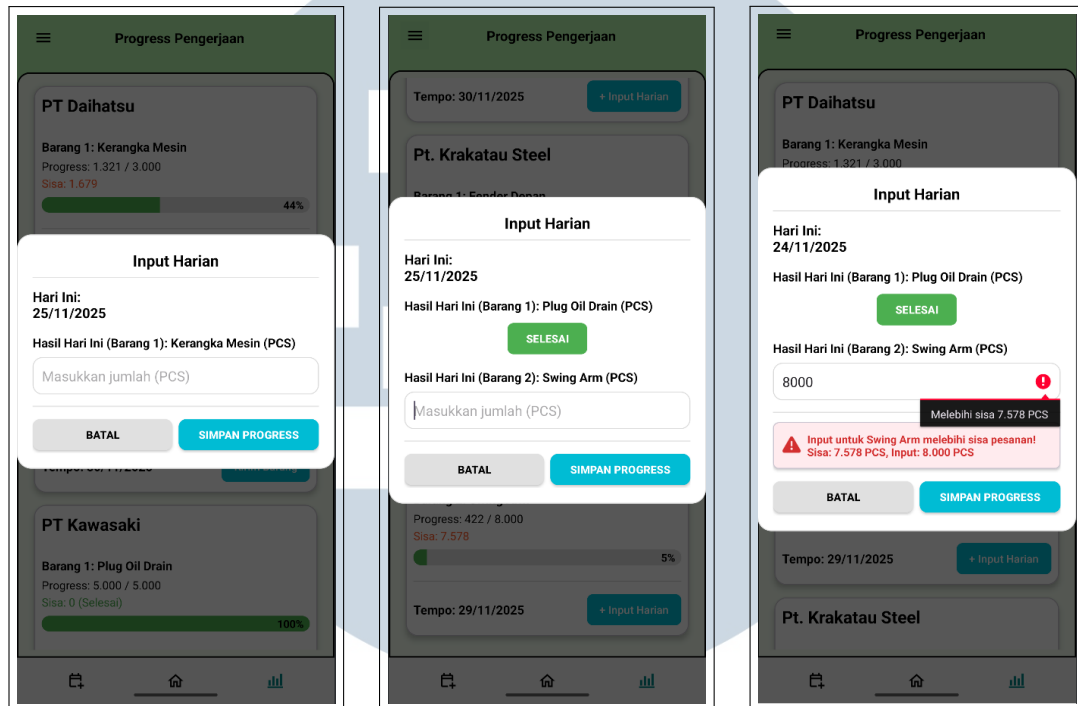 Progress Pengerjaan
PT Daihatsu
Barang 1: Kerangka Mesin
Progress: 1.321 / 3.000
Sisa: 1.679
44%
Input Harian
Hari Ini:
25/11/2025
Hasil Hari Ini (Barang 1): Kerangka Mesin (PCS)
Masukkan jumlah (PCS)
BATAL
SIMPAN PROGRESS
PT Kawasaki
Barang 1: Plug Oil Drain
Progress: 5.000 / 5.000
Sisa: 0 (Selesai)
100%
Progress Pengerjaan
Tempo: 30/11/2025
+ Input Harian
Pt. Krakatau Steel
Barang 1: Fender Depan
Input Harian
Hari Ini:
25/11/2025
Hasil Hari Ini (Barang 1): Plug Oil Drain (PCS)
SELESAI
Hasil Hari Ini (Barang 2): Swing Arm (PCS)
Masukkan jumlah (PCS)
BATAL
SIMPAN PROGRESS
Progress: 422 / 8.000
Sisa: 7.578
5%
Tempo: 29/11/2025
+ Input Harian
Progress Pengerjaan
PT Daihatsu
Barang 1: Kerangka Mesin
Progress: 1.321 / 3.000
Input Harian
Hari Ini:
24/11/2025
Hasil Hari Ini (Barang 1): Plug Oil Drain (PCS)
SELESAI
Hasil Hari Ini (Barang 2): Swing Arm (PCS)
8000
Melebihi sisa 7.578 PCS
Input untuk Swing Arm melebihi sisa pesanan!
Sisa: 7.578 PCS, Input: 8.000 PCS
BATAL
SIMPAN PROGRESS
Tempo: 29/11/2025
+ Input Harian
Pt. Krakatau Steel